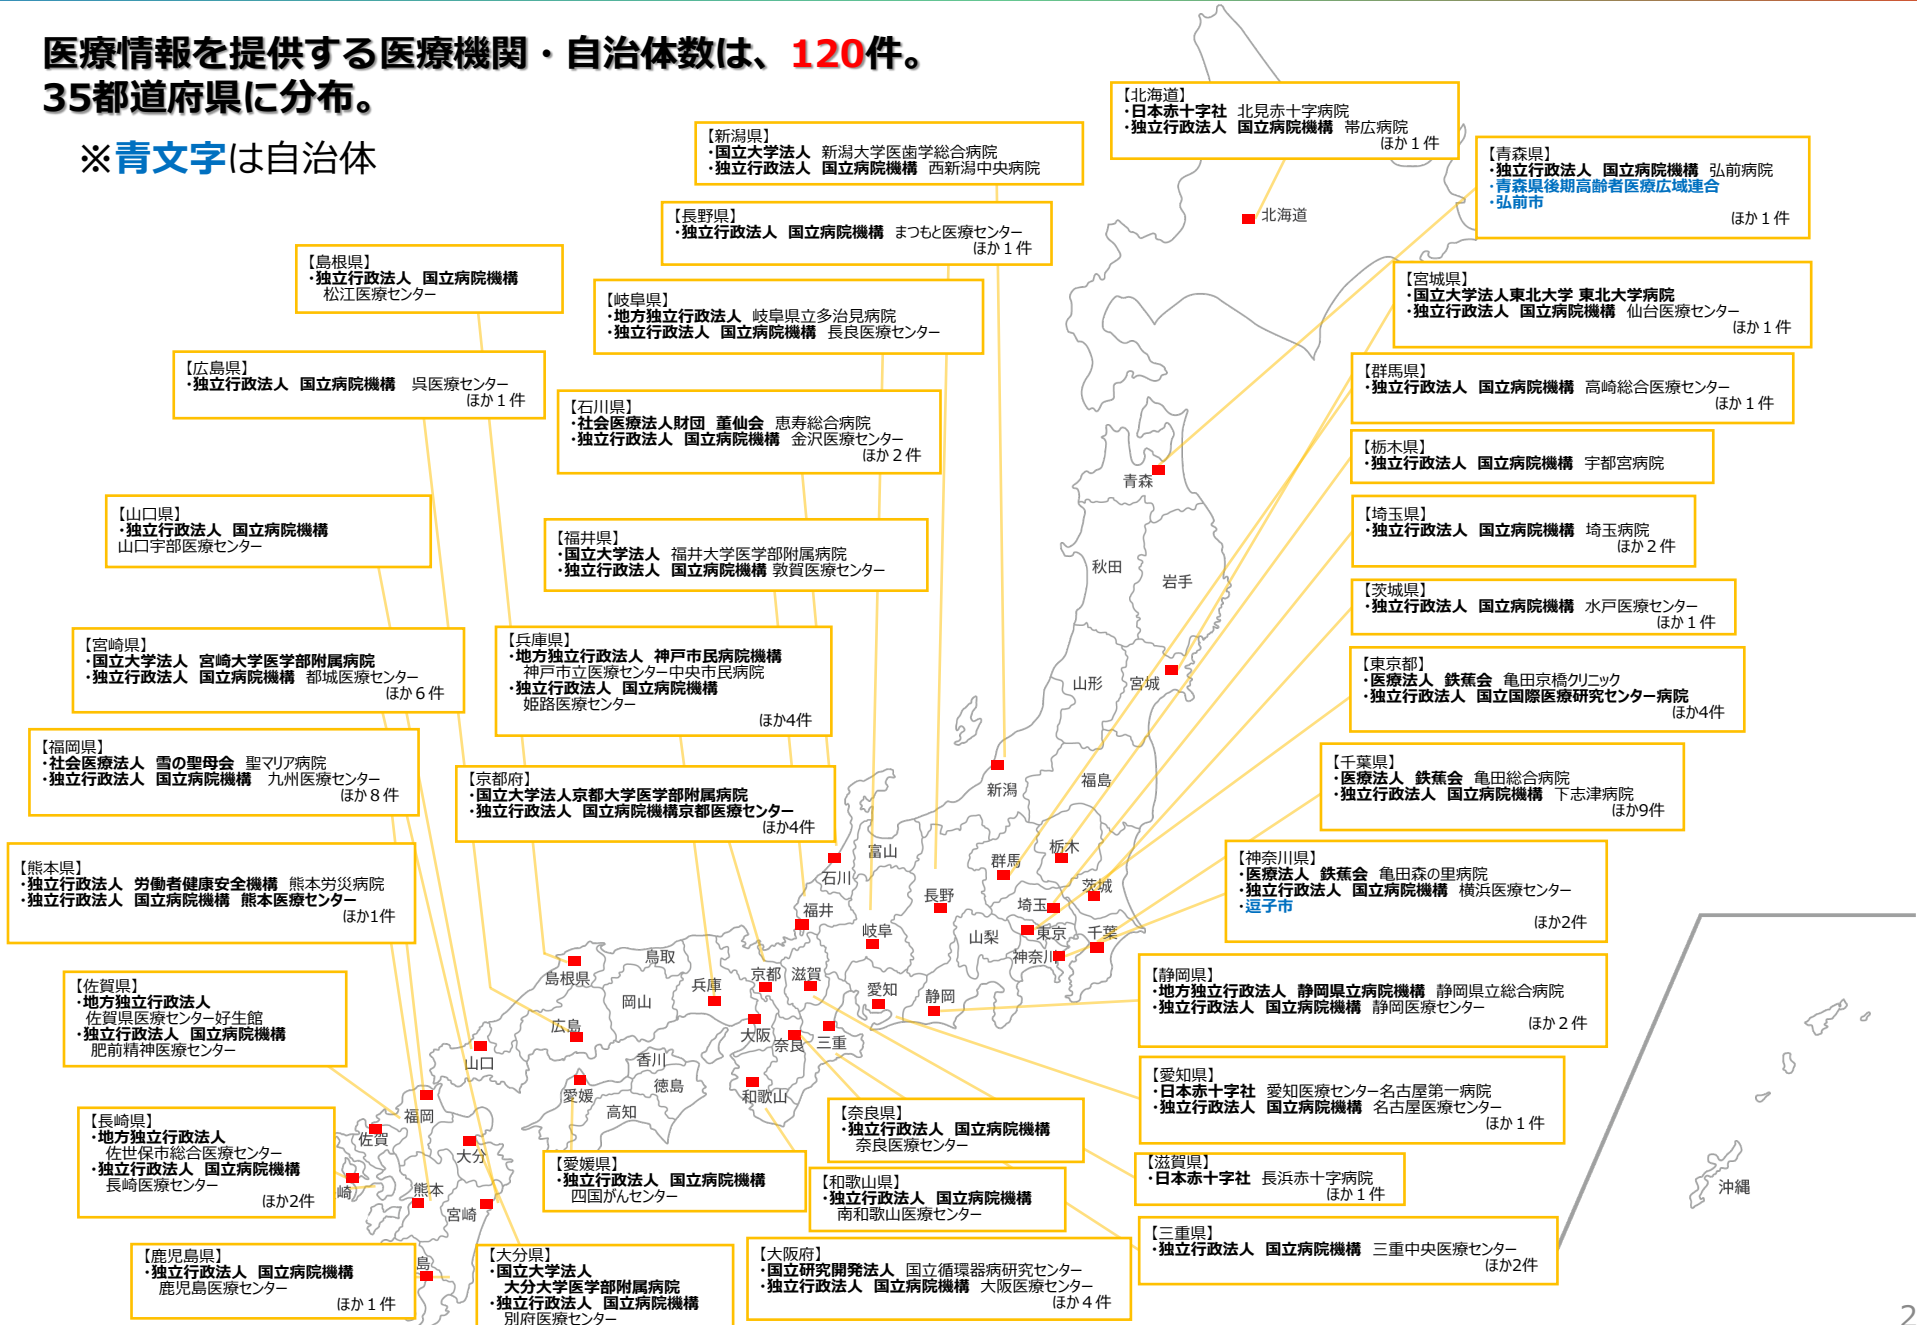 医療情報を提供する医療機関・自治体数は、120件。
35都道府県に分布。
※青文字は自治体
【北海道】
・日本赤十字社 北見赤十字病院
・独立行政法人 国立病院機構 帯広病院
ほか１件
【青森県】
・独立行政法人 国立病院機構 弘前病院
・青森県後期高齢者医療広域連合
・弘前市
ほか１件
【新潟県】
・国立大学法人 新潟大学医歯学総合病院
・独立行政法人 国立病院機構 西新潟中央病院
【長野県】
・独立行政法人 国立病院機構 まつもと医療センター
ほか１件
【宮城県】
・国立大学法人東北大学 東北大学病院
・独立行政法人 国立病院機構 仙台医療センター
ほか１件
【島根県】
・独立行政法人 国立病院機構
松江医療センター
【岐阜県】
・地方独立行政法人 岐阜県立多治見病院
・独立行政法人 国立病院機構 長良医療センター
【広島県】
・独立行政法人 国立病院機構 呉医療センター
ほか１件
【群馬県】
・独立行政法人 国立病院機構 高崎総合医療センター
ほか１件
【石川県】
・社会医療法人財団 董仙会 恵寿総合病院
・独立行政法人 国立病院機構 金沢医療センター
ほか２件
【栃木県】
・独立行政法人 国立病院機構 宇都宮病院
【山口県】
・独立行政法人 国立病院機構
山口宇部医療センター
【埼玉県】
・独立行政法人 国立病院機構 埼玉病院
ほか２件
【福井県】
・国立大学法人 福井大学医学部附属病院
・独立行政法人 国立病院機構 敦賀医療センター
【茨城県】
・独立行政法人 国立病院機構 水戸医療センター
ほか１件
【宮崎県】
・国立大学法人 宮崎大学医学部附属病院
・独立行政法人 国立病院機構 都城医療センター
ほか６件
【兵庫県】
・地方独立行政法人 神戸市民病院機構
神戸市立医療センター中央市民病院
・独立行政法人 国立病院機構
姫路医療センター
ほか4件
【東京都】
・医療法人 鉄蕉会 亀田京橋クリニック
・独立行政法人 国立国際医療研究センター病院
ほか4件
【福岡県】
・社会医療法人 雪の聖母会 聖マリア病院
・独立行政法人 国立病院機構 九州医療センター
ほか８件
【京都府】
・国立大学法人京都大学医学部附属病院
・独立行政法人 国立病院機構京都医療センター
ほか4件
【千葉県】
・医療法人 鉄蕉会 亀田総合病院
・独立行政法人 国立病院機構 下志津病院
ほか9件
【熊本県】
・独立行政法人 労働者健康安全機構 熊本労災病院
・独立行政法人 国立病院機構 熊本医療センター
ほか1件
【神奈川県】
・医療法人 鉄蕉会 亀田森の里病院
・独立行政法人 国立病院機構 横浜医療センター
・逗子市
ほか2件
【佐賀県】
・地方独立行政法人
佐賀県医療センター好生館
・独立行政法人 国立病院機構
肥前精神医療センター
【静岡県】
・地方独立行政法人 静岡県立病院機構 静岡県立総合病院
・独立行政法人 国立病院機構 静岡医療センター
ほか２件
【愛知県】
・日本赤十字社 愛知医療センター名古屋第一病院
・独立行政法人 国立病院機構 名古屋医療センター
ほか１件
【長崎県】
・地方独立行政法人
佐世保市総合医療センター
・独立行政法人 国立病院機構
長崎医療センター
ほか2件
【奈良県】
・独立行政法人 国立病院機構
奈良医療センター
【愛媛県】
・独立行政法人 国立病院機構
四国がんセンター
【滋賀県】
・日本赤十字社 長浜赤十字病院
ほか１件
【和歌山県】
・独立行政法人 国立病院機構
南和歌山医療センター
【三重県】
・独立行政法人 国立病院機構 三重中央医療センター
ほか2件
【鹿児島県】
・独立行政法人 国立病院機構
鹿児島医療センター
ほか１件
【大分県】
・国立大学法人
大分大学医学部附属病院
・独立行政法人 国立病院機構
別府医療センター
【大阪府】
・国立研究開発法人 国立循環器病研究センター
・独立行政法人 国立病院機構 大阪医療センター
ほか４件
北海道
青森
秋田
岩手
山形
宮城
新潟
福島
富山
石川
群馬
栃木
茨城
長野
埼玉
福井
岐阜
山梨
東京
千葉
神奈川
鳥取
島根県
兵庫
京都
滋賀
愛知
静岡
岡山
広島
大阪
奈良
三重
山口
香川
徳島
愛媛
高知
和歌山
福岡
佐賀
大分
崎
熊本
宮崎
島
沖縄
2